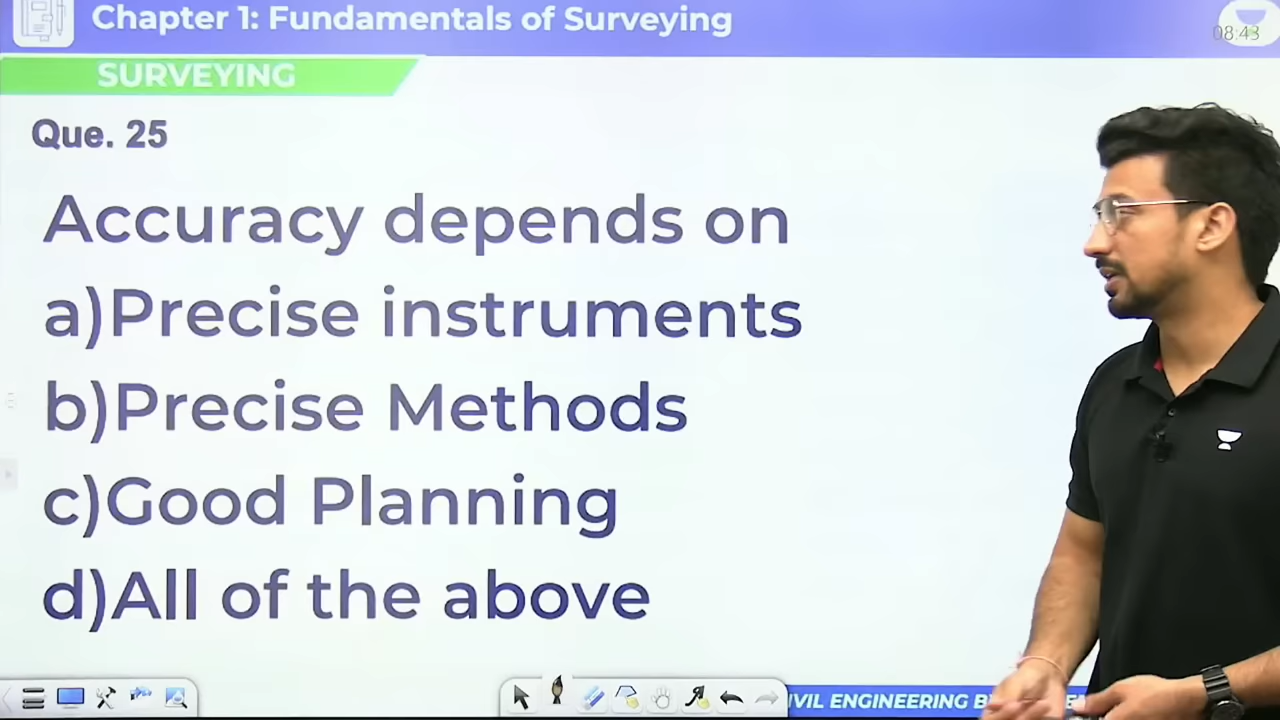 Chapter 1: Fundamentals of Surveying
08:43
SURVEYING
Que. 25
Accuracy depends on
a)Precise instruments
b)Precise Methods
c)Good Planning
d)All of the above
ENGINEERING